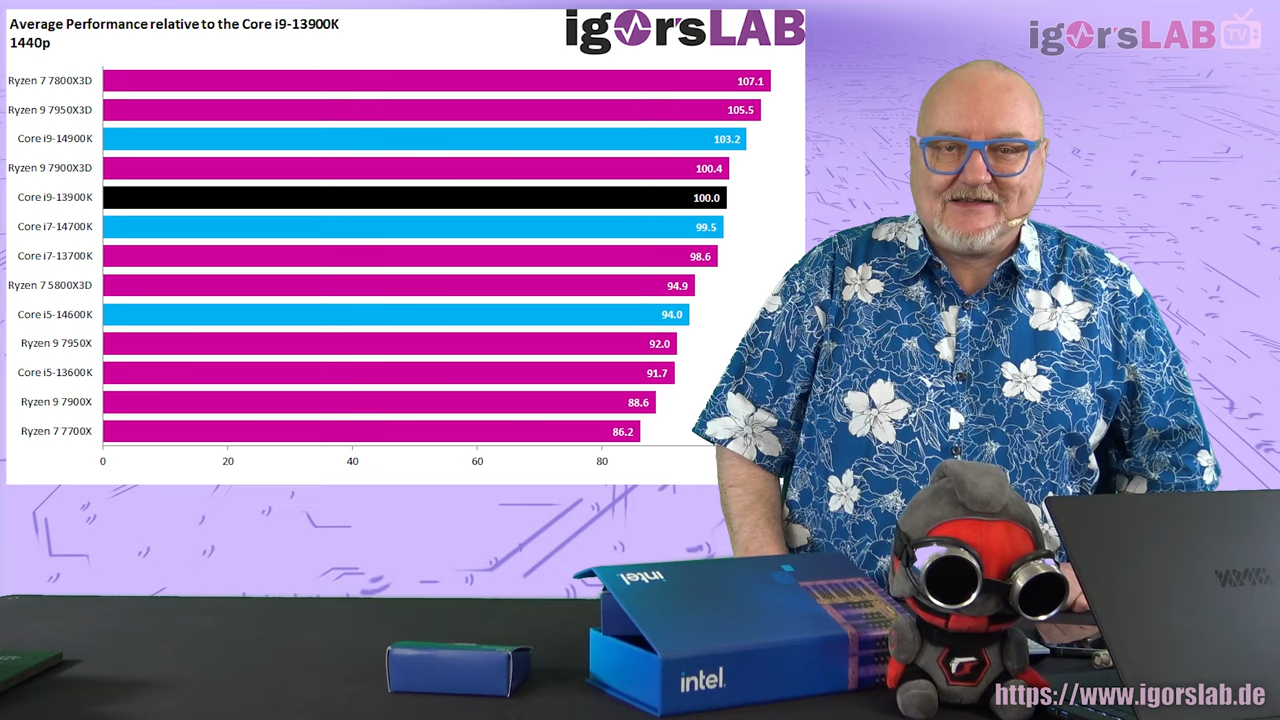 Average Performance relative to the Core i9-13900K
1440p
igor'sLAB
igor'sLAB TV
Ryzen 7 7800X3D 107.1
Ryzen 9 7950X3D 105.5
Core i9-14900K 103.2
Ryzen 9 7900X3D 100.4
Core i9-13900K 100.0
Core i7-14700K 99.5
Core i7-13700K 98.6
Ryzen 7 5800X3D 94.9
Core i5-14600K 94.0
Ryzen 9 7950X 92.0
Core i5-13600K 91.7
Ryzen 9 7900X 88.6
Ryzen 7 7700X 86.2
0 20 40 60 80
intel
intel.
https://www.igorslab.de